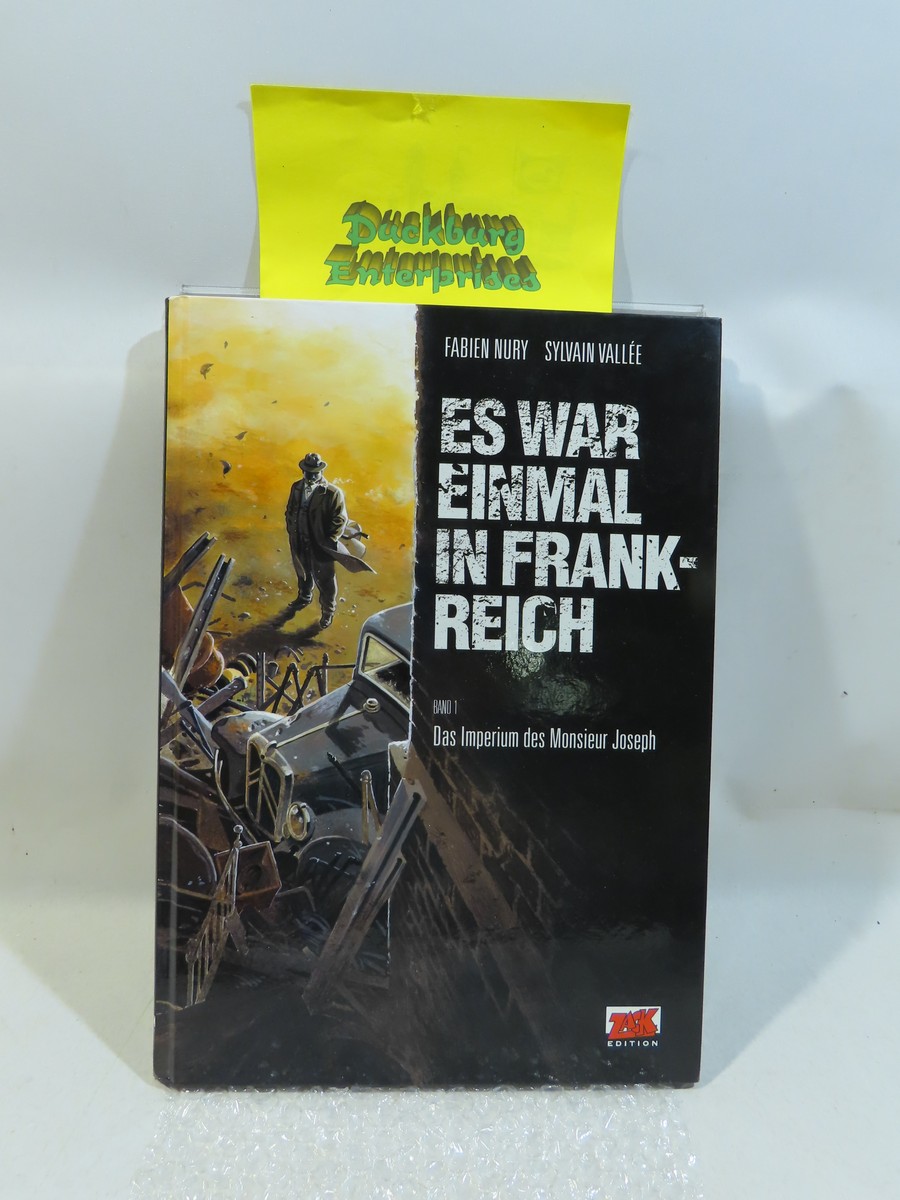 Duckburg
Enterprises
FABIEN NURY SYLVAIN VALLÉE
ES WAR
EINMAL
IN FRANK-
REICH
BAND 1
Das Imperium des Monsieur Joseph
ZACK
EDITION